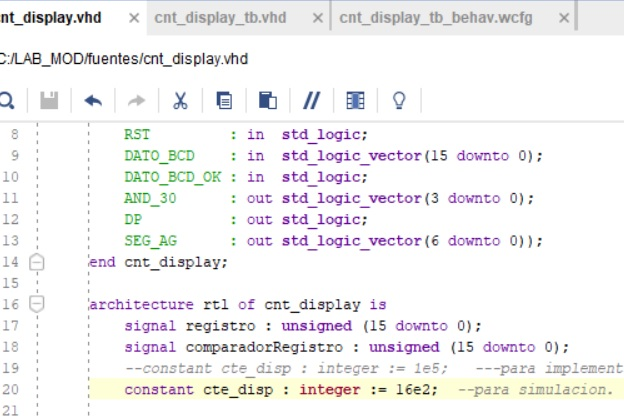 nt_display.vhd cnt_display_tb.vhd cnt_display_tb_behav.wcfg
C:/LAB_MOD/fuentes/cnt_display.vhd
8 RST : in std_logic;
9 DATO_BCD : in std_logic_vector(15 downto 0);
10 DATO_BCD_OK : in std_logic;
11 AND_30 : out std_logic_vector(3 downto 0);
12 DP : out std_logic;
13 SEG_AG : out std_logic_vector(6 downto 0));
14 end cnt_display;
15
16 architecture rtl of cnt_display is
17 signal registro : unsigned (15 downto 0);
18 signal comparadorRegistro : unsigned (15 downto 0);
19 --constant cte_disp : integer := 1e5; ---para implement
20 constant cte_disp : integer := 16e2; --para simulacion.
21